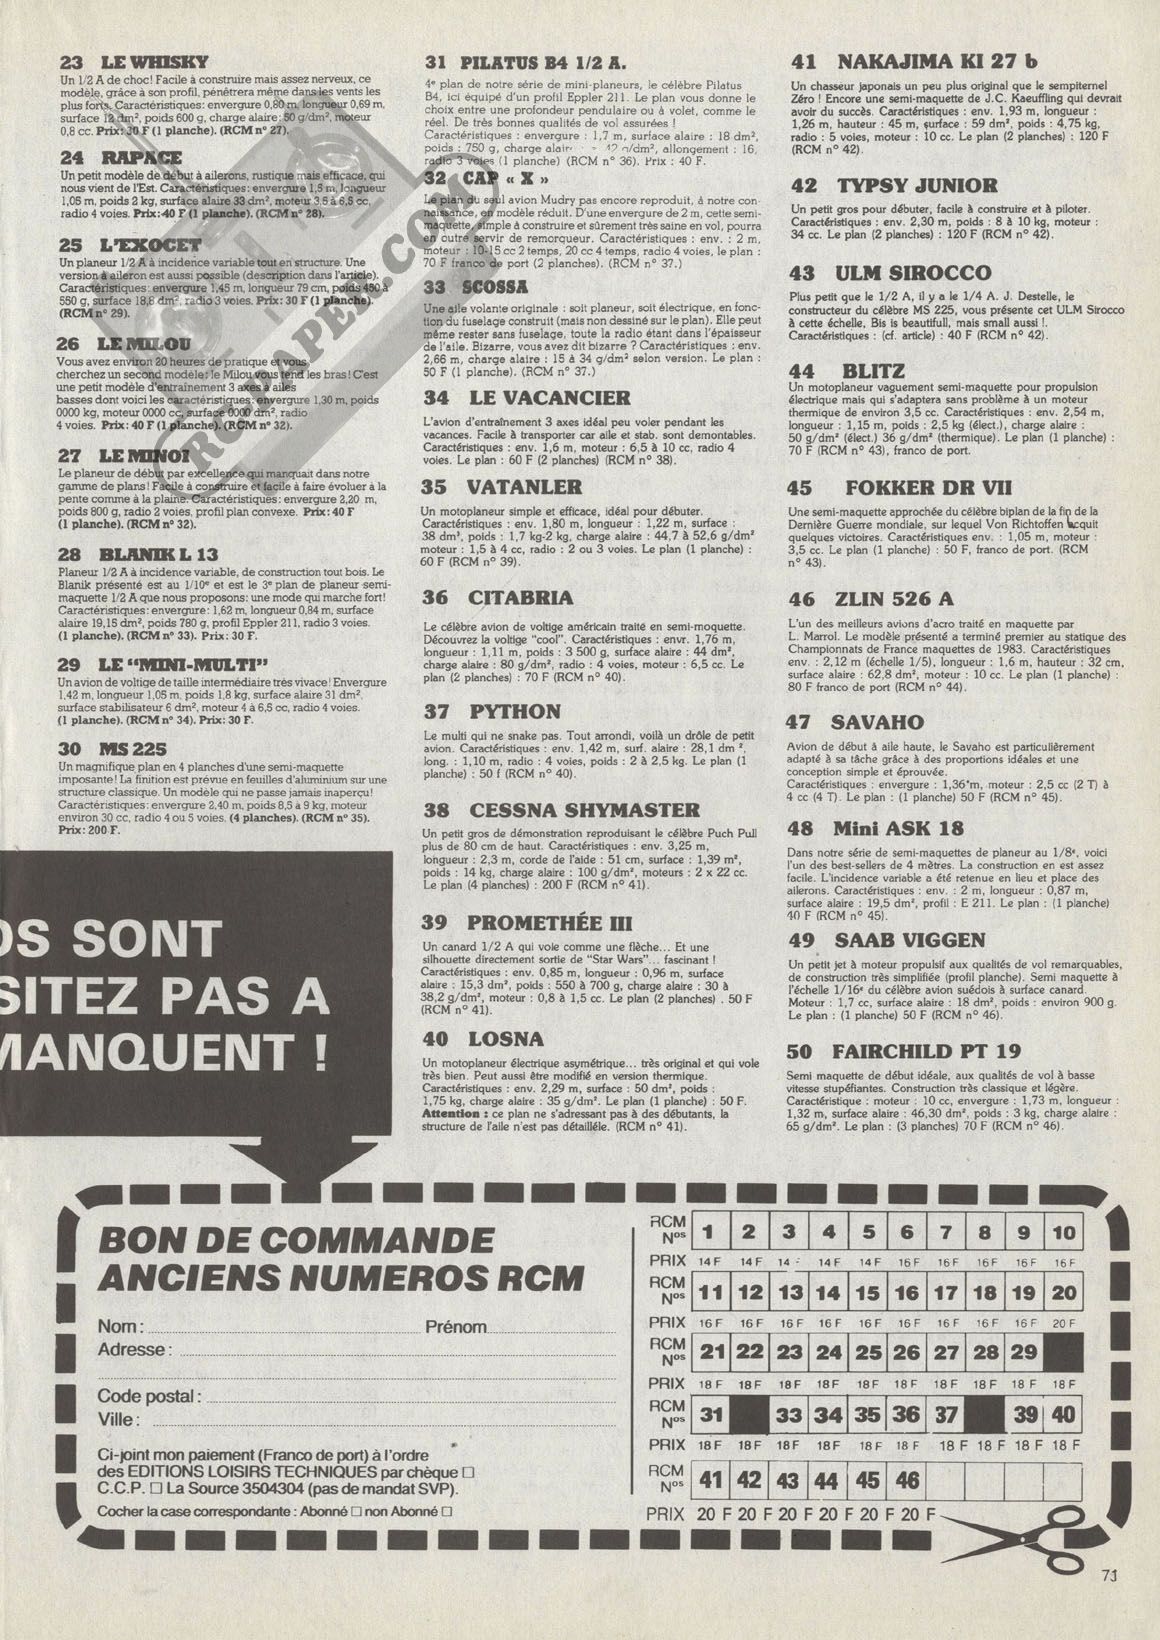 23 LE WHISKY
Un 1/2 A de choc! Facile à construire mais assez nerveux, ce
modèle, grâce à son profil, pénétrera même dans les vents les
plus forts. Caractéristiques: envergure 0,80 m, longueur 0,69 m,
surface 12 dm², poids 600 g, charge alaire: 50 g/dm², moteur
0,8 cc. Prix: 30 F (1 planche). (RCM n° 27).
24 RAPACE
Un petit modèle de début à ailerons, rustique mais efficace, qui
nous vient de l'Est. Caractéristiques: envergure 1,5 m, longueur
1,05 m, poids 2 kg, surface alaire 33 dm², moteur 3,5 à 6,5 cc,
radio 4 voies. Prix: 40 F (1 planche). (RCM n° 28).
25 L'EXOCET
Un planeur 1/2 A à incidence variable tout en structure. Une
version à aileron est aussi possible (description dans l'article).
Caractéristiques: envergure 1,45 m, longueur 79 cm, poids 450 à
550 g, surface 18,8 dm², radio 3 voies. Prix: 30 F (1 planche).
(RCM n° 29).
26 LE MILOU
Vous avez environ 20 heures de pratique et vous
cherchez un second modèle: le Milou vous tend les bras! C'est
une petit modèle d'entraînement 3 axes à ailes
basses dont voici les caractéristiques: envergure 1,30 m, poids
0000 kg, moteur 0000 cc, surface 0000 dm², radio
4 voies. Prix: 40 F (1 planche). (RCM n° 32).
27 LE MINOI
Le planeur de début par excellence qui manquait dans notre
gamme de plans! Facile à construire et facile à faire évoluer à la
pente comme à la plaine. Caractéristiques: envergure 2,20 m,
poids 800 g, radio 2 voies, profil plan convexe. Prix: 40 F
(1 planche). (RCM n° 32).
28 BLANIK L 13
Planeur 1/2 A à incidence variable, de construction tout bois. Le
Blanik présenté est au 1/10e et est le 3e plan de planeur semi-
maquette 1/2 A que nous proposons: une mode qui marche fort!
Caractéristiques: envergure: 1,62 m, longueur 0,84 m, surface
alaire 19,15 dm², poids 780 g, profil Eppler 211, radio 3 voies.
(1 planche). (RCM n° 33). Prix: 30 F.
29 LE "MINI-MULTI"
Un avion de voltige de taille intermédiaire très vivace! Envergure
1,42 m, longueur 1,05 m, poids 1,8 kg, surface alaire 31 dm²,
surface stabilisateur 6 dm², moteur 4 à 6,5 cc, radio 4 voies.
(1 planche). (RCM n° 34). Prix: 30 F.
30 MS 225
Un magnifique plan en 4 planches d'une semi-maquette
imposante! La finition est prévue en feuilles d'aluminium sur une
structure classique. Un modèle qui ne passe jamais inaperçu!
Caractéristiques: envergure 2,40 m, poids 8,5 à 9 kg, moteur
environ 30 cc, radio 4 ou 5 voies. (4 planches). (RCM n° 35).
Prix: 200 F.
OS SONT
SITEZ PAS A
MANQUENT !
31 PILATUS B4 1/2 A.
4e plan de notre série de mini-planeurs, le célèbre Pilatus
B4, ici équipé d'un profil Eppler 211. Le plan vous donne le
choix entre une profondeur pendulaire ou à volet, comme le
réel. De très bonnes qualités de vol assurées !
Caractéristiques : envergure : 1,7 m, surface alaire : 18 dm²,
poids : 750 g, charge alair g/dm², allongement : 16,
radio 3 voies (1 planche) (RCM n° 36). Prix : 40 F.
32 CAP « X »
Le plan du seul avion Mudry pas encore reproduit, à notre con-
naissance, en modèle réduit. D'une envergure de 2 m, cette semi-
maquette simple à construire et sûrement très saine en vol, pourra
en outre servir de remorqueur. Caractéristiques : env. : 2 m,
moteur : 10-15 cc 2 temps, 20 cc 4 temps, radio 4 voies, le plan :
70 F franco de port (2 planches). (RCM n° 37.)
33 SCOSSA
Une aile volante originale : soit planeur, soit électrique, en fonc-
tion du fuselage construit (mais non dessiné sur le plan). Elle peut
même rester sans fuselage, toute la radio étant dans l'épaisseur
de l'aile. Bizarre, vous avez dit bizarre ? Caractéristiques : env.
2,66 m, charge alaire : 15 à 34 g/dm² selon version. Le plan :
50 F (1 planche). (RCM n° 37.)
34 LE VACANCIER
L'avion d'entraînement 3 axes idéal peu voler pendant les
vacances. Facile à transporter car aile et stab. sont demontables.
Caractéristiques : env. 1,6 m, moteur : 6,5 à 10 cc, radio 4
voies. Le plan : 60 F (2 planches) (RCM n° 38).
35 VATANLER
Un motoplaneur simple et efficace, idéal pour débuter.
Caractéristiques : env. 1,80 m, longueur : 1,22 m, surface :
38 dm², poids : 1,7 kg-2 kg, charge alaire : 44,7 à 52,6 g/dm²
moteur : 1,5 à 4 cc, radio : 2 ou 3 voies. Le plan (1 planche) :
60 F (RCM n° 39).
36 CITABRIA
Le célèbre avion de voltige américain traité en semi-moquette.
Découvrez la voltige "cool". Caractéristiques : envr. 1,76 m,
longueur : 1,11 m, poids : 3 500 g, surface : 44 dm²,
charge alaire : 80 g/dm², radio : 4 voies, moteur : 6,5 cc. Le
plan (2 planches) : 70 F (RCM n° 40).
37 PYTHON
Le multi qui ne snake pas. Tout arrondi, voilà un drôle de petit
avion. Caractéristiques : env. 1,42 m, surf. alaire : 28,1 dm ²,
long. : 1,10 m, radio : 4 voies, poids : 2 à 2,5 kg. Le plan (1
planche) : 50 f (RCM n° 40).
38 CESSNA SHYMASTER
Un petit gros de démonstration reproduisant le célèbre Puch Pull
plus de 80 cm de haut. Caractéristiques : env. 3,25 m,
longueur : 2,3 m, corde de l'aide : 51 cm, surface : 1,39 m²,
poids : 14 kg, charge alaire : 100 g/dm², moteurs : 2 x 22 cc.
Le plan (4 planches) : 200 F (RCM n° 41).
39 PROMETHÉE III
Un canard 1/2 A qui vole comme une flèche... Et une
silhouette directement sortie de "Star Wars"... fascinant !
Caractéristiques : env. 0,85 m, longueur : 0,96 m, surface
alaire : 15,3 dm², poids : 550 à 700 g, charge alaire : 30 à
38,2 g/dm², moteur : 0,8 à 1,5 cc. Le plan (2 planches) . 50 F
(RCM n° 41).
40 LOSNA
Un motoplaneur électrique asymétrique... très original et qui vole
très bien. Peut aussi être modifié en version thermique.
Caractéristiques : env. 2,29 m, surface : 50 dm², poids :
1,75 kg, charge alaire : 35 g/dm². Le plan (1 planche) : 50 F.
Attention : ce plan ne s'adressant pas à des débutants, la
structure de l'aile n'est pas détailléle. (RCM n° 41).
41 NAKAJIMA KI 27 b
Un chasseur japonais un peu plus original que le sempiternel
Zéro ! Encore une semi-maquette de J.C. Kaeuffling qui devrait
avoir du succès. Caractéristiques : env. 1,93 m, longueur :
1,26 m, hauteur : 45 m, surface : 59 dm², poids : 4,75 kg,
radio : 5 voies, moteur : 10 cc. Le plan (2 planches) : 120 F
(RCM n° 42).
42 TYPSY JUNIOR
Un petit gros pour débuter, facile à construire et à piloter.
Caractéristiques : env. 2,30 m, poids : 8 à 10 kg, moteur :
34 cc. Le plan (2 planches) : 120 F (RCM n° 42).
43 ULM SIROCCO
Plus petit que le 1/2 A, il y a le 1/4 A. J. Destelle, le
constructeur du célèbre MS 225, vous présente cet ULM Sirocco
à cette échelle. Bis is beautifull, mais small aussi !.
Caractéristiques : (cf. article) : 40 F (RCM n° 42).
44 BLITZ
Un motoplaneur vaguement semi-maquette pour propulsion
électrique mais qui s'adaptera sans problème à un moteur
thermique de environ 3,5 cc. Caractéristiques : env. 2,54 m,
longueur : 1,15 m, poids : 2,5 kg (élect.), charge alaire :
50 g/dm² (élect.) 36 g/dm² (thermique). Le plan (1 planche) :
70 F (RCM n° 43), franco de port.
45 FOKKER DR VII
Une semi-maquette approchée du célèbre biplan de la fin de la
Dernière Guerre mondiale, sur lequel Von Richtoffen acquit
quelques victoires. Caractéristiques env. : 1,05 m, moteur :
3,5 cc. Le plan (1 planche) : 50 F, franco de port. (RCM
n° 43).
46 ZLIN 526 A
L'un des meilleurs avions d'acro traité en maquette par
L. Marrol. Le modèle présenté a terminé premier au statique des
Championnats de France maquettes de 1983. Caractéristiques
env. : 2,12 m (échelle 1/5), longueur : 1,6 m, hauteur : 32 cm,
surface alaire : 62,8 dm², moteur : 10 cc. Le plan (1 planche) :
80 F franco de port (RCM n° 44).
47 SAVAHO
Avion de début à aile haute, le Savaho est particulièrement
adapté à sa tâche grâce à des proportions idéales et une
conception simple et éprouvée.
Caractéristiques : envergure : 1,36 m, moteur : 2,5 cc (2 T) à
4 cc (4 T). Le plan : (1 planche) 50 F (RCM n° 45).
48 Mini ASK 18
Dans notre série de semi-maquettes de planeur au 1/8e, voici
l'un des best-sellers de 4 mètres. La construction en est assez
facile. L'incidence variable a été retenue en lieu et place des
ailerons. Caractéristiques : env. : 2 m, longueur : 0,87 m,
surface alaire : 19,5 dm², profil : E 211. Le plan : (1 planche)
40 F (RCM n° 45).
49 SAAB VIGGEN
Un petit jet à moteur propulsif aux qualités de vol remarquables,
de construction très simplifiée (profil planche). Semi maquette à
l'échelle 1/16e du célèbre avion suédois à surface canard.
Moteur : 1,7 cc, surface alaire : 18 dm², poids : environ 900 g.
Le plan : (1 planche) 50 F (RCM n° 46).
50 FAIRCHILD PT 19
Semi maquette de début idéale, aux qualités de vol à basse
vitesse stupéfiantes. Construction très classique et légère.
Caractéristique : moteur : 10 cc, envergure : 1,73 m, longueur :
1,32 m, surface alaire : 46,30 dm², poids : 3 kg, charge alaire :
65 g/dm². Le plan : (3 planches) 70 F (RCM n° 46).
RC-PAPER.COM
BON DE COMMANDE
ANCIENS NUMEROS RCM
Nom : Prénom
Adresse :
Code postal :
Ville :
Ci-joint mon paiement (Franco de port) à l'ordre
des EDITIONS LOISIRS TECHNIQUES par chèque □
C.C.P. □ La Source 3504304 (pas de mandat SVP).
Cocher la case correspondante : Abonné □ non Abonné □
RCM Nos 1 2 3 4 5 6 7 8 9 10
PRIX 14 F 14 F 14 14 F 14 F 16 F 16 F 16 F 16 F 16 F
RCM Nos 11 12 13 14 15 16 17 18 19 20
PRIX 16 F 16 F 16 F 16 F 16 F 16 F 16 F 16 F 16 F 20 F
RCM Nos 21 22 23 24 25 26 27 28 29
PRIX 18 F 18 F 18 F 18 F 18 F 18 F 18 F 18 F 18 F 18 F
RCM Nos 31 33 34 35 36 37 39 40
PRIX 18 F 18 F 18 F 18 F 18 F 18 F 18 F 18 F 18 F 18 F
RCM Nos 41 42 43 44 45 46
PRIX 20 F 20 F 20 F 20 F 20 F 20 F
71